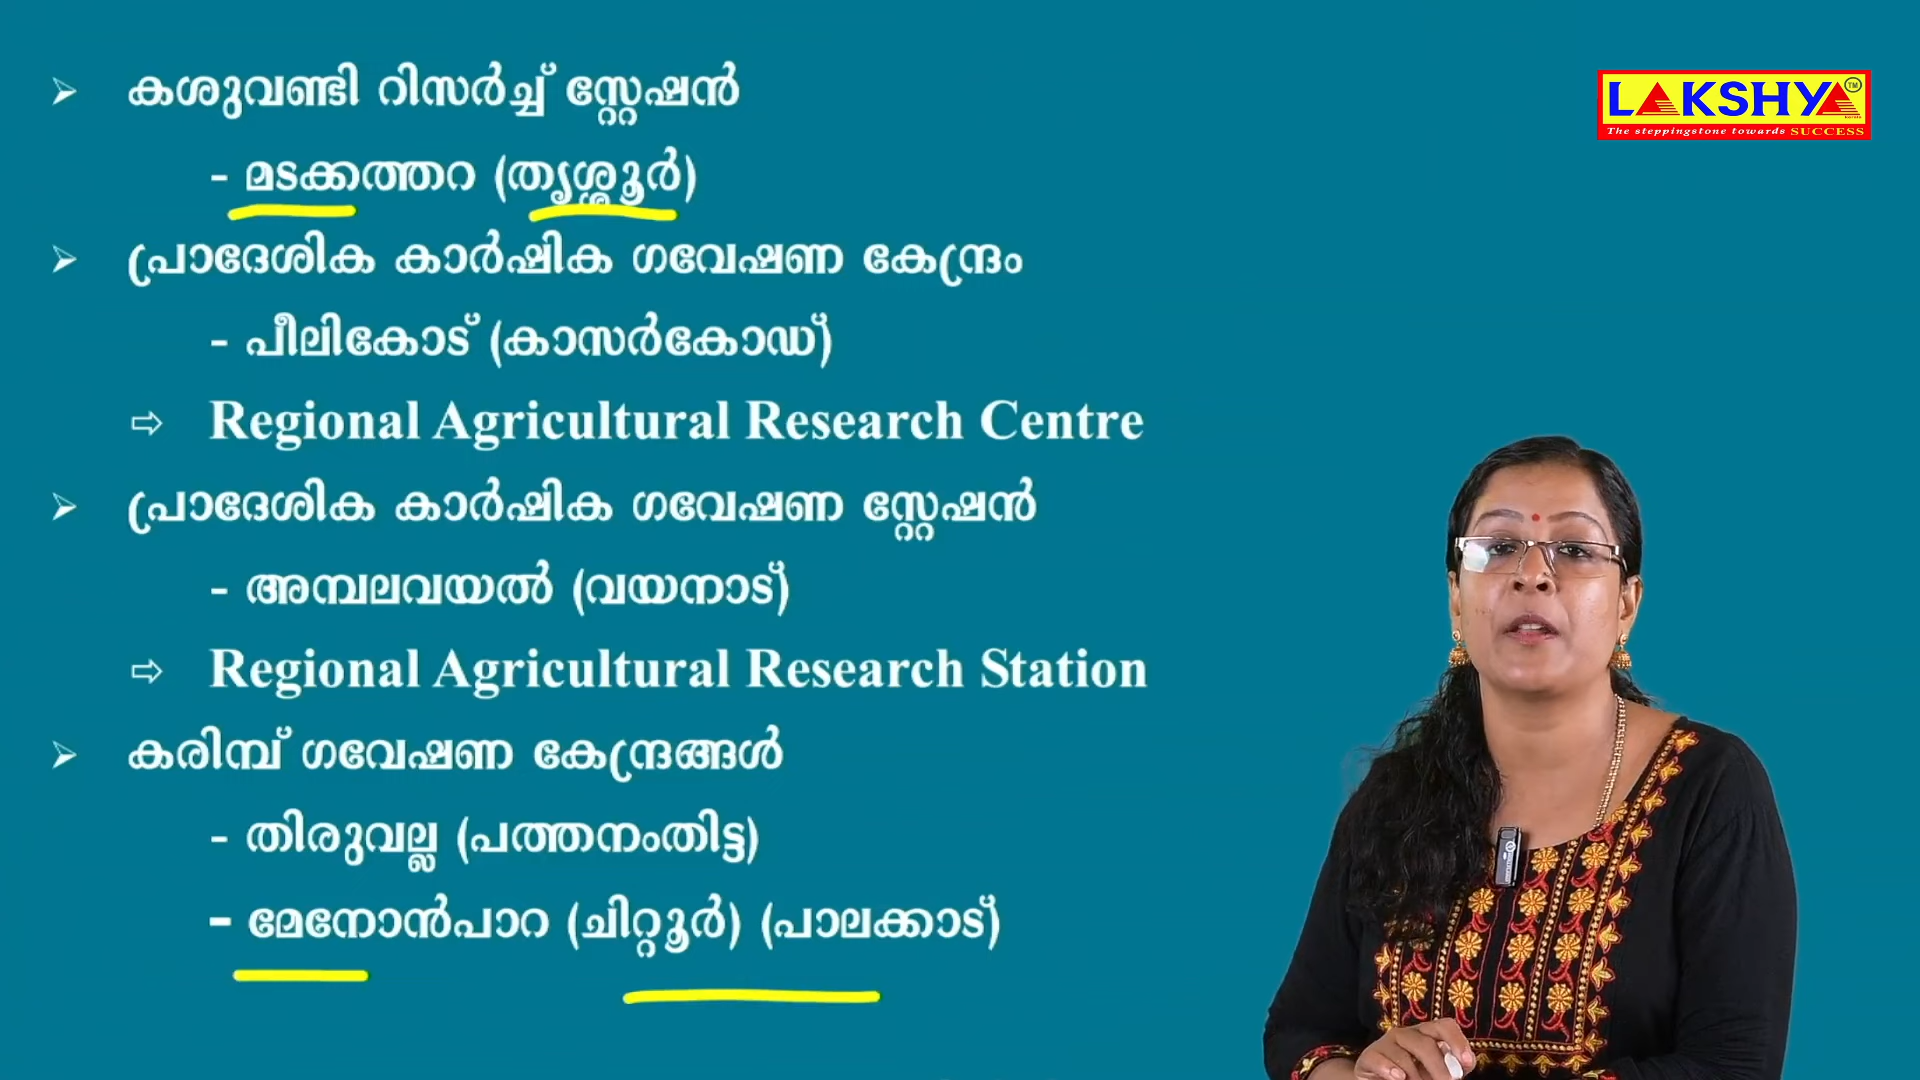 ➢ കശുവണ്ടി റിസർച്ച് സ്റ്റേഷൻ
- മടക്കത്തറ (തൃശ്ശൂർ)
➢ പ്രാദേശിക കാർഷിക ഗവേഷണ കേന്ദ്രം
- പീലികോട് (കാസർകോഡ്)
⇨ Regional Agricultural Research Centre
➢ പ്രാദേശിക കാർഷിക ഗവേഷണ സ്റ്റേഷൻ
- അമ്പലവയൽ (വയനാട്)
⇨ Regional Agricultural Research Station
➢ കരിമ്പ് ഗവേഷണ കേന്ദ്രങ്ങൾ
- തിരുവല്ല (പത്തനംതിട്ട)
- മേനോൻപാറ (ചിറ്റൂർ) (പാലക്കാട്)
LAKSHYA TM
The steppingstone towards SUCCESS